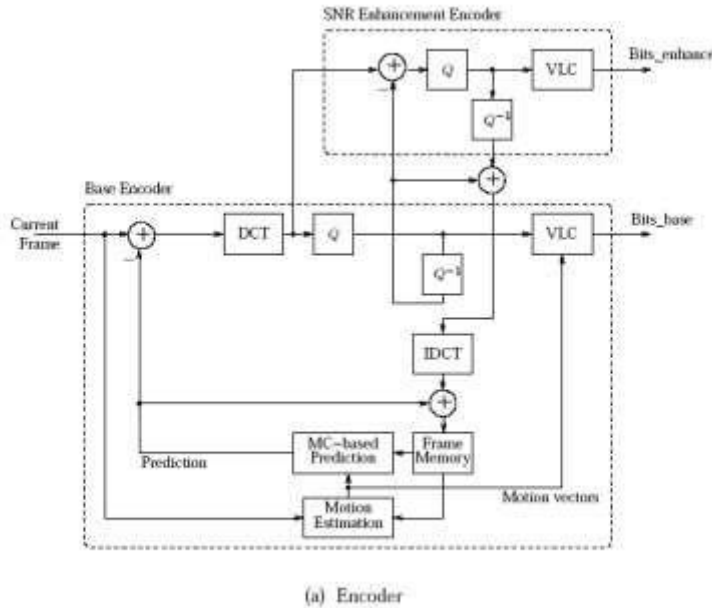 SNR Enhancement Encoder
+
−
Q
VLC
Bits_enhance
Q⁻¹
+
Base Encoder
Current
Frame
+
−
DCT
Q
VLC
Bits_base
Q⁻¹
IDCT
+
MC−based
Prediction
Frame
Memory
Prediction
Motion vectors
Motion
Estimation
(a) Encoder